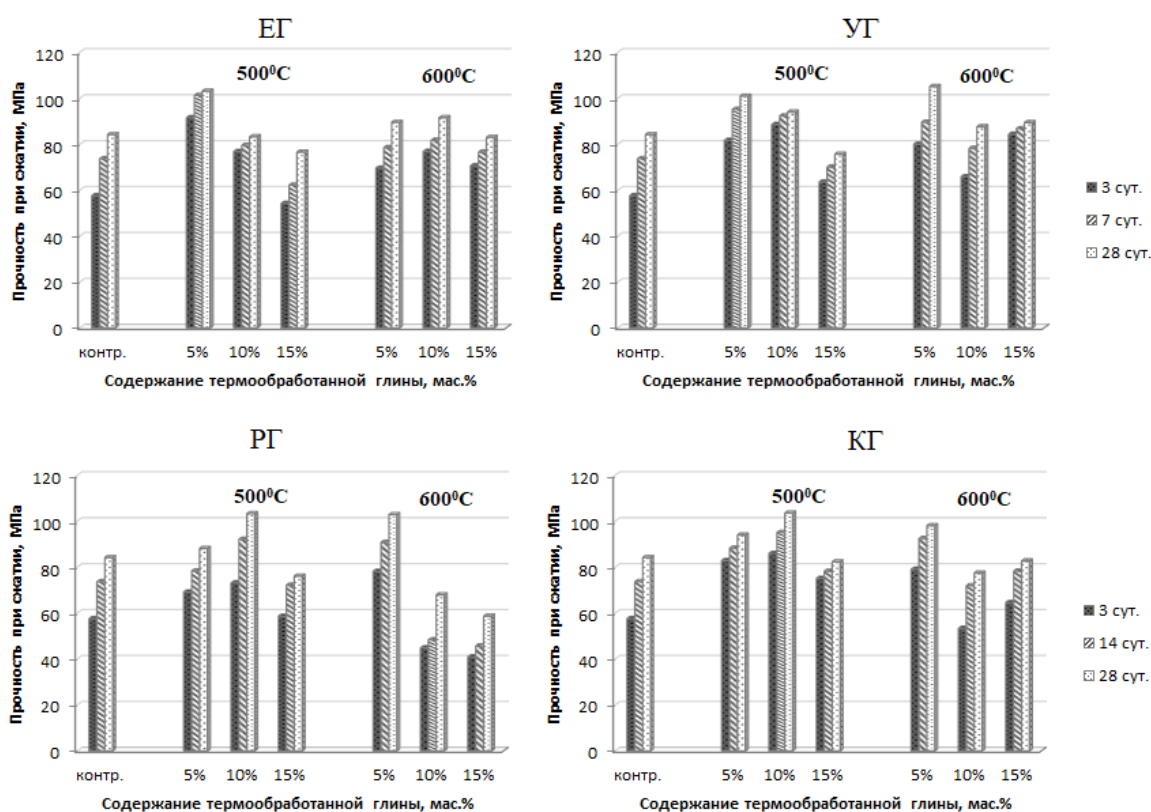 ЕГ
УГ
Прочность при сжатии, МПа
120
100
80
60
40
20
0
500⁰С
600⁰С
контр. 5% 10% 15% 5% 10% 15%
Содержание термообработанной глины, мас.%
Прочность при сжатии, МПа
120
100
80
60
40
20
0
500⁰С
600⁰С
контр. 5% 10% 15% 5% 10% 15%
Содержание термообработанной глины, мас.%
3 сут.
7 сут.
28 сут.
РГ
КГ
Прочность при сжатии, МПа
120
100
80
60
40
20
0
500⁰С
600⁰С
контр. 5% 10% 15% 5% 10% 15%
Содержание термообработанной глины, мас.%
Прочность при сжатии, МПа
120
100
80
60
40
20
0
500⁰С
600⁰С
контр. 5% 10% 15% 5% 10% 15%
Содержание термообработанной глины, мас.%
3 сут.
14 сут.
28 сут.